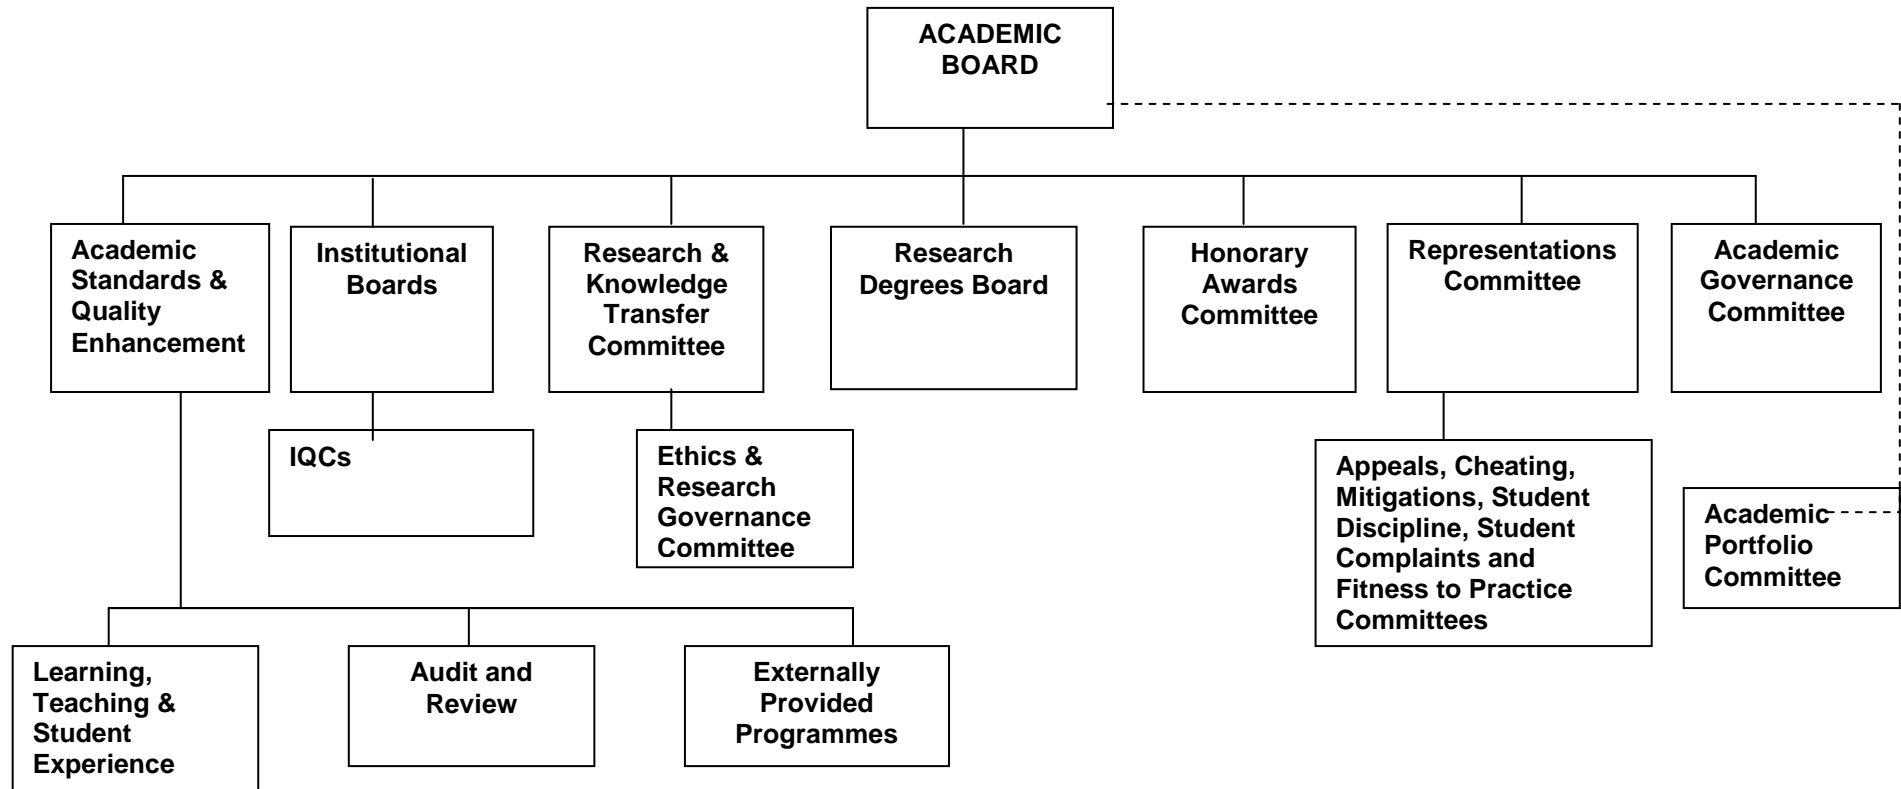 ACADEMIC
BOARD
Academic
Standards &
Quality
Enhancement
Institutional
Boards
Research &
Knowledge
Transfer
Committee
Research
Degrees Board
Honorary
Awards
Committee
Representations
Committee
Academic
Governance
Committee
IQCs
Ethics &
Research
Governance
Committee
Appeals, Cheating,
Mitigations, Student
Discipline, Student
Complaints and
Fitness to Practice
Committees
Academic
Portfolio
Committee
Learning,
Teaching &
Student
Experience
Audit and
Review
Externally
Provided
Programmes